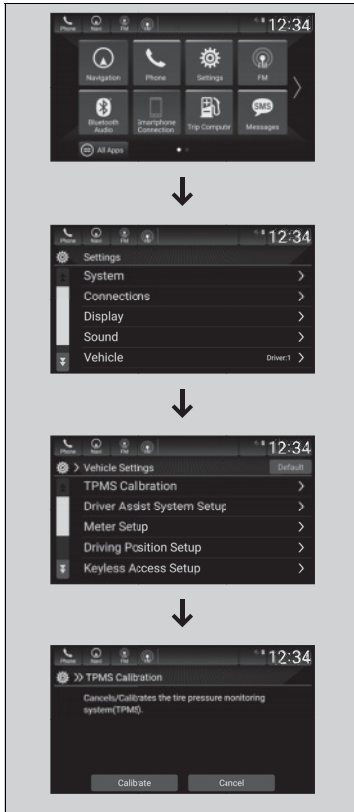 Phone Navi FM 12:34
Navigation Phone Settings FM
Bluetooth Audio Smartphone Connection Trip Computer SMS Messages
All Apps
Phone Navi FM 12:34
Settings
System
Connections
Display
Sound
Vehicle Driver:1
Phone Navi FM 12:34
Vehicle Settings Default
TPMS Calibration
Driver Assist System Setup
Meter Setup
Driving Position Setup
Keyless Access Setup
Phone Navi FM 12:34
TPMS Calibration
Cancels/Calibrates the tire pressure monitoring
system(TPMS).
Calibate Cancel